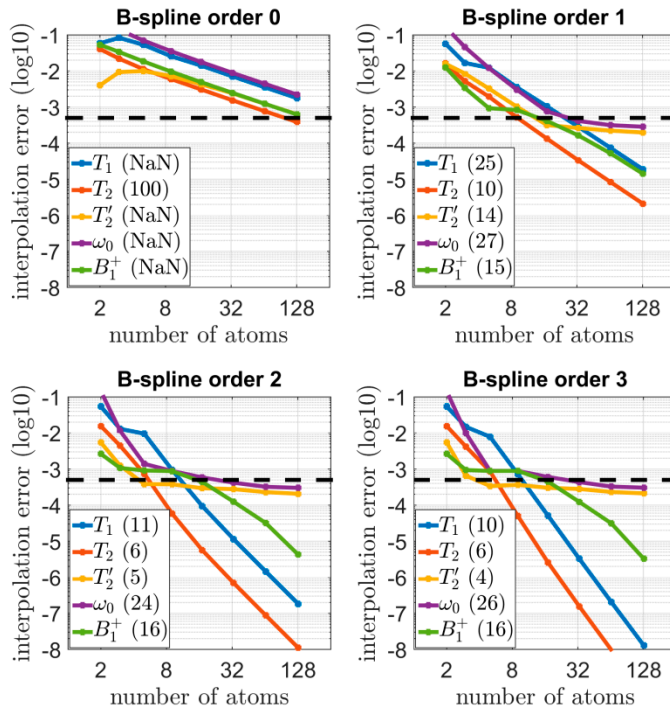 B-spline order 0
interpolation error (log10)
-1
-2
-3
-4
-5
-6
-7
-8
T₁ (NaN)
T₂ (100)
T₂′ (NaN)
ω₀ (NaN)
B₁⁺ (NaN)
2 8 32 128
number of atoms
B-spline order 1
interpolation error (log10)
-1
-2
-3
-4
-5
-6
-7
-8
T₁ (25)
T₂ (10)
T₂′ (14)
ω₀ (27)
B₁⁺ (15)
2 8 32 128
number of atoms
B-spline order 2
interpolation error (log10)
-1
-2
-3
-4
-5
-6
-7
-8
T₁ (11)
T₂ (6)
T₂′ (5)
ω₀ (24)
B₁⁺ (16)
2 8 32 128
number of atoms
B-spline order 3
interpolation error (log10)
-1
-2
-3
-4
-5
-6
-7
-8
T₁ (10)
T₂ (6)
T₂′ (4)
ω₀ (26)
B₁⁺ (16)
2 8 32 128
number of atoms